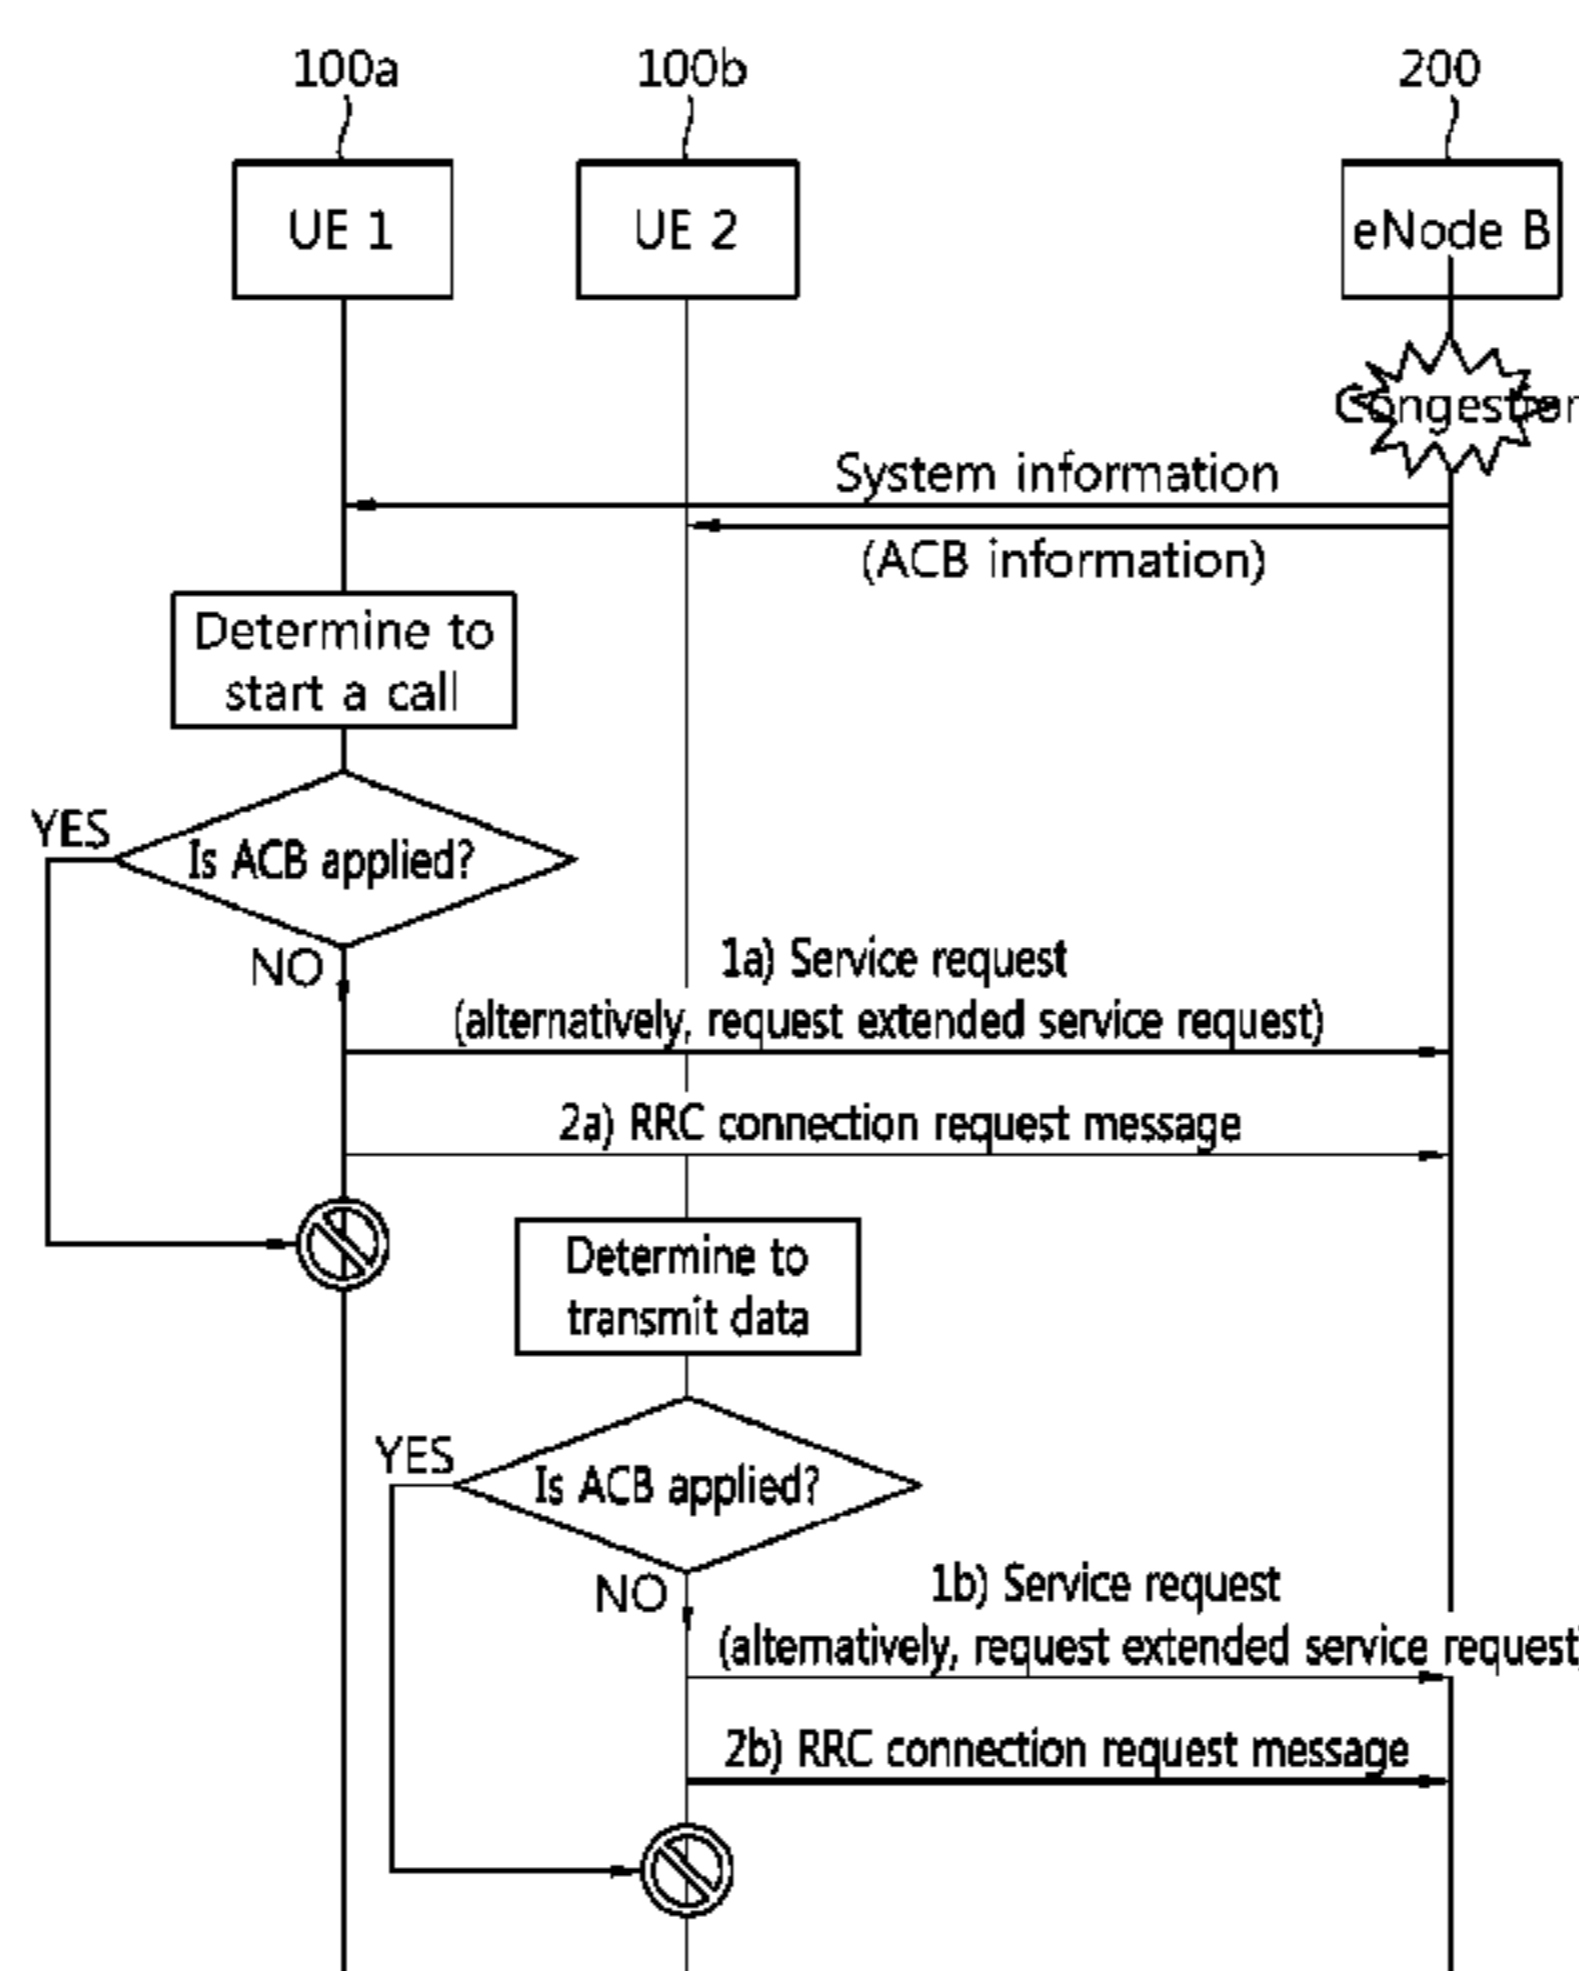 100a
100b
200
UE 1
UE 2
eNode B
Congestion
System information
(ACB information)
Determine to
start a call
YES
Is ACB applied?
NO
1a) Service request
(alternatively, request extended service request)
2a) RRC connection request message
Determine to
transmit data
YES
Is ACB applied?
NO
1b) Service request
(alternatively, request extended service request)
2b) RRC connection request message